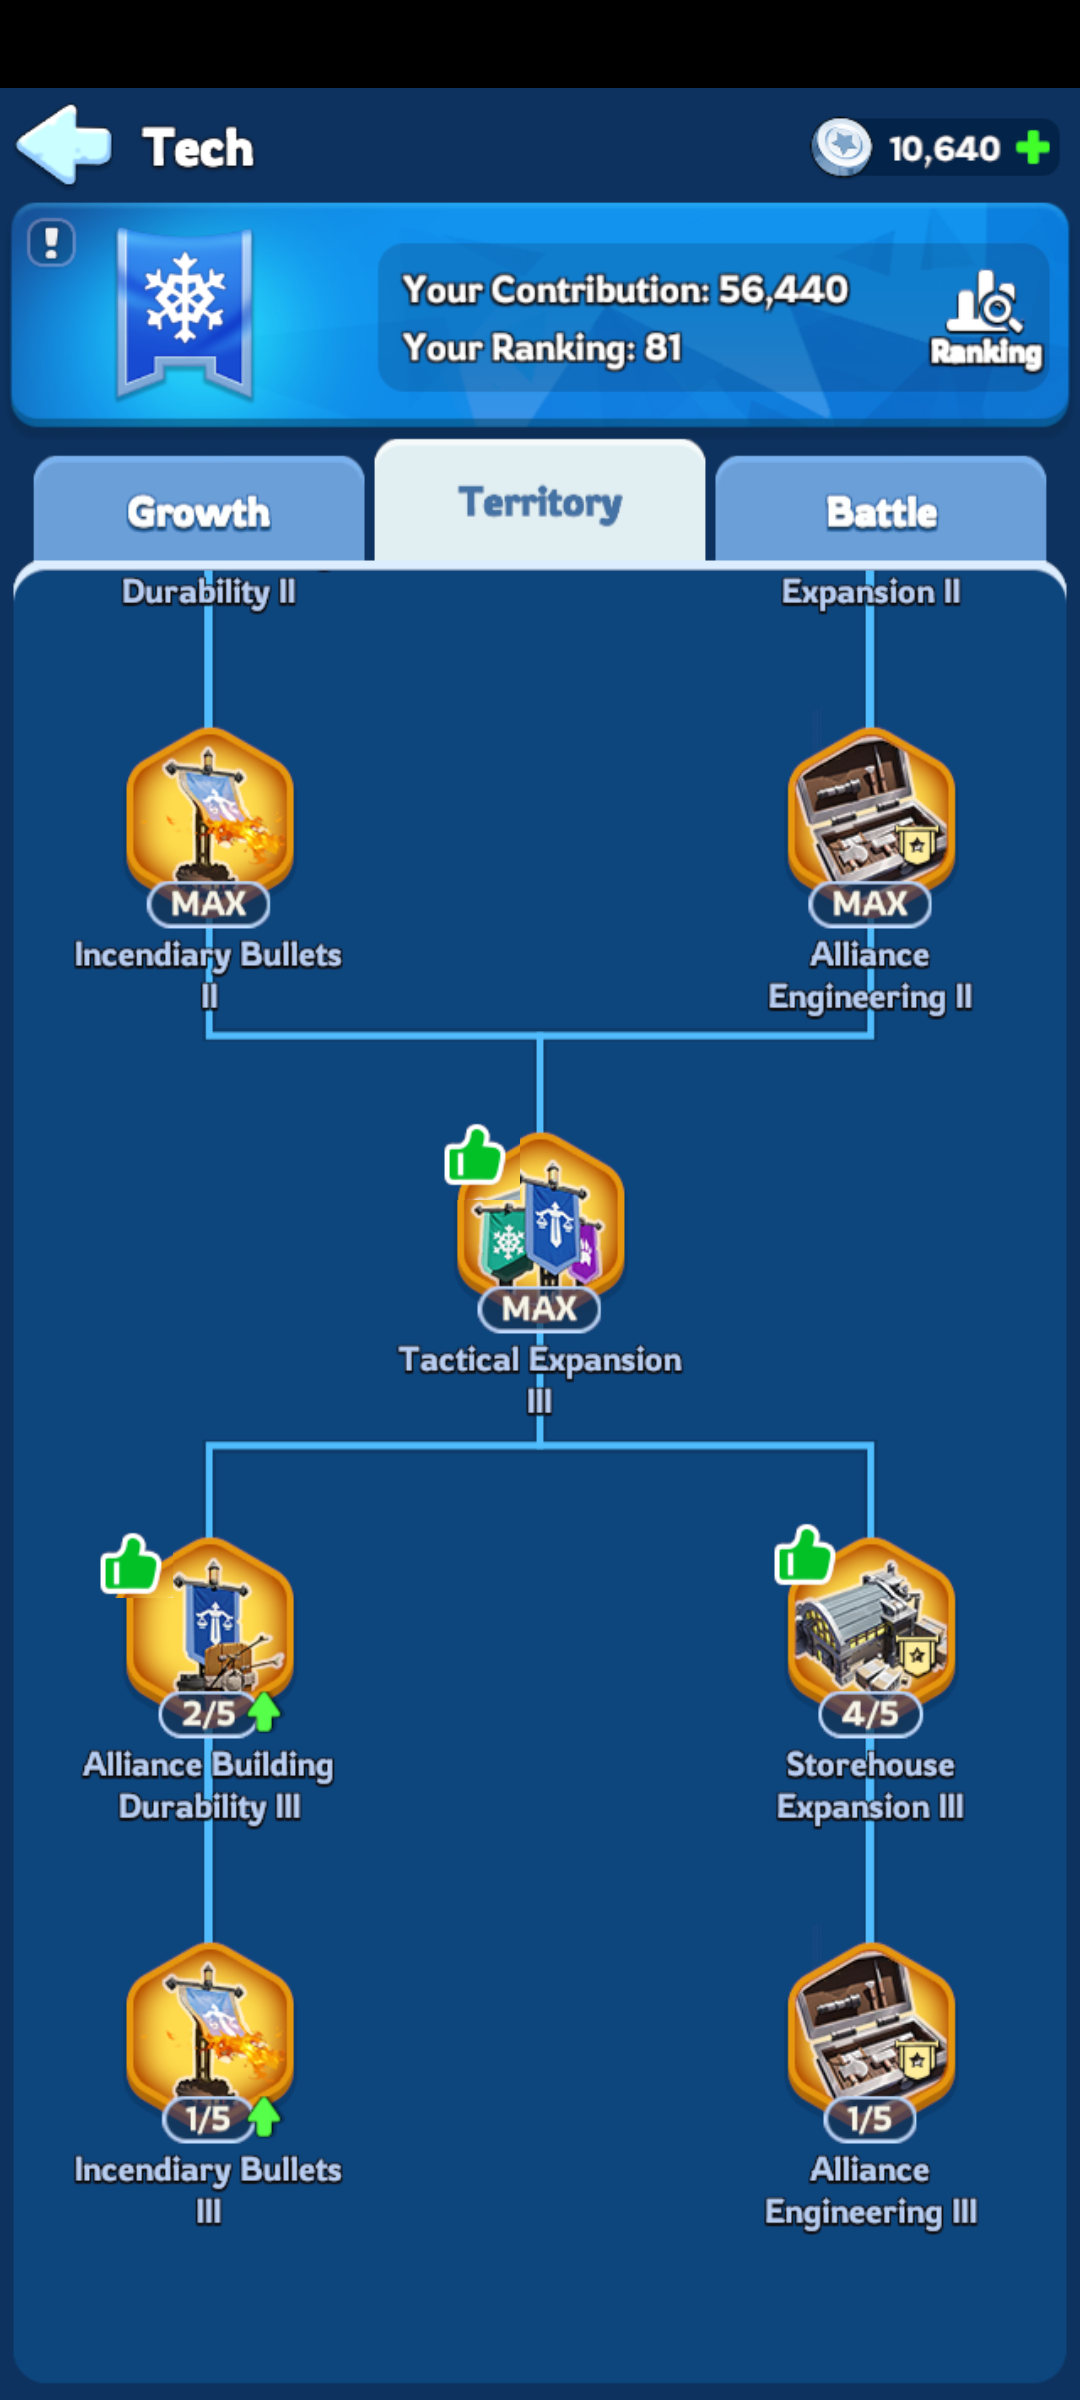 Tech
10,640
Your Contribution: 56,440
Your Ranking: 81
Ranking
Growth
Territory
Battle
Durability II
Expansion II
MAX
MAX
Incendiary Bullets
II
Alliance
Engineering II
MAX
Tactical Expansion
III
2/5
4/5
Alliance Building
Durability III
Storehouse
Expansion III
1/5
1/5
Incendiary Bullets
III
Alliance
Engineering III